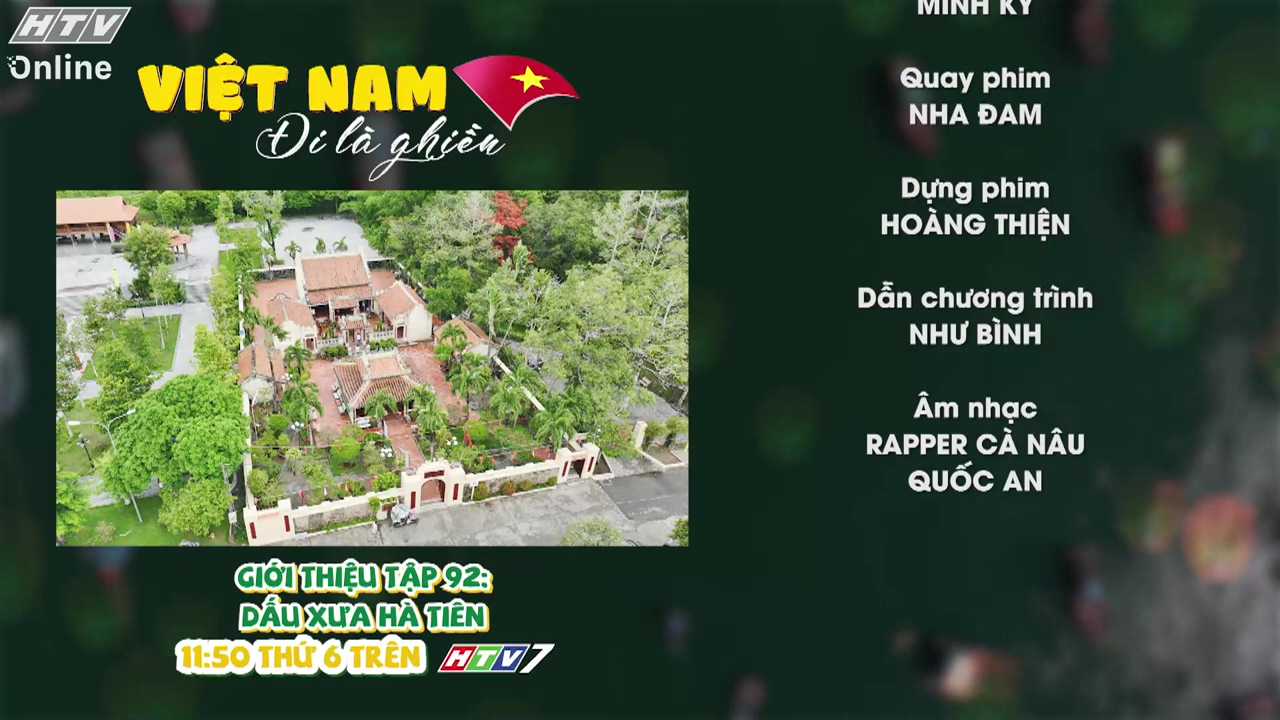 HTV
Online
VIỆT NAM
Đi là ghiền
GIỚI THIỆU TẬP 92:
DẤU XƯA HÀ TIÊN
11:50 THỨ 6 TRÊN HTV7
MINH KÝ
Quay phim
NHA ĐAM
Dựng phim
HOÀNG THIỆN
Dẫn chương trình
NHƯ BÌNH
Âm nhạc
RAPPER CÀ NÂU
QUỐC AN